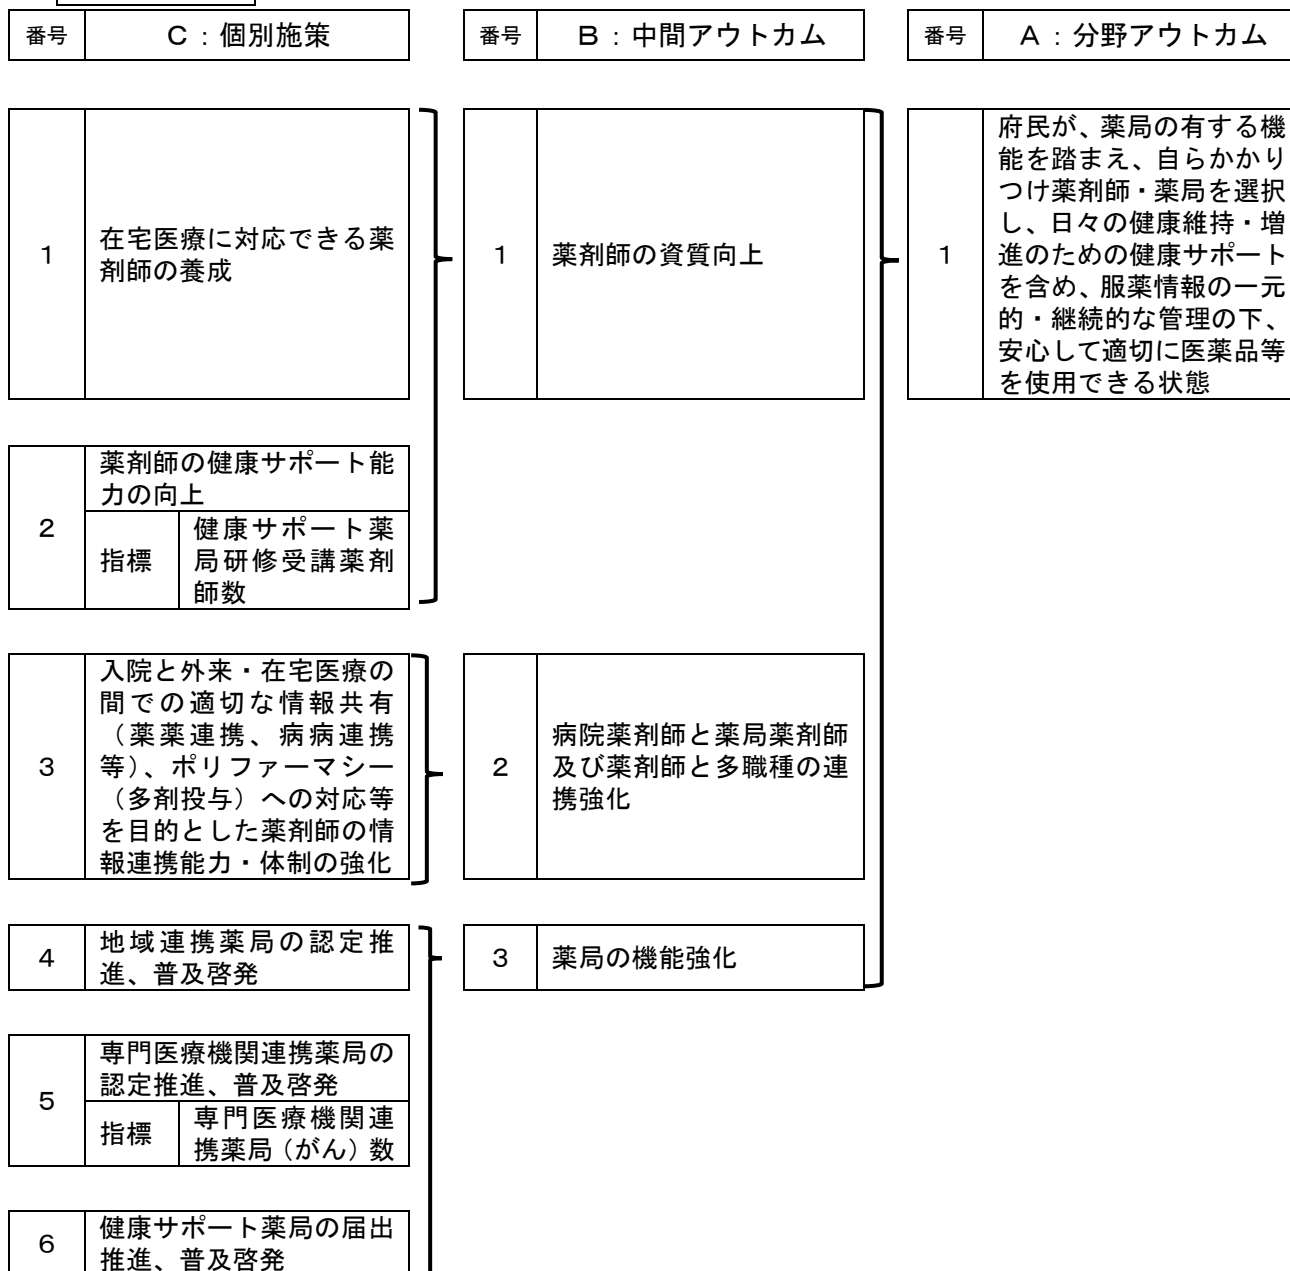 番号
C：個別施策
番号
B：中間アウトカム
番号
A：分野アウトカム
1
在宅医療に対応できる薬
剤師の養成
1
薬剤師の資質向上
1
府民が、薬局の有する機
能を踏まえ、自らかかり
つけ薬剤師・薬局を選択
し、日々の健康維持・増
進のための健康サポート
を含め、服薬情報の一元
的・継続的な管理の下、
安心して適切に医薬品等
を使用できる状態
2
薬剤師の健康サポート能
力の向上
指標
健康サポート薬
局研修受講薬剤
師数
3
入院と外来・在宅医療の
間での適切な情報共有
（薬薬連携、病病連携
等）、ポリファーマシー
（多剤投与）への対応等
を目的とした薬剤師の情
報連携能力・体制の強化
2
病院薬剤師と薬局薬剤師
及び薬剤師と多職種の連
携強化
4
地域連携薬局の認定推
進、普及啓発
3
薬局の機能強化
5
専門医療機関連携薬局の
認定推進、普及啓発
指標
専門医療機関連
携薬局（がん）数
6
健康サポート薬局の届出
推進、普及啓発